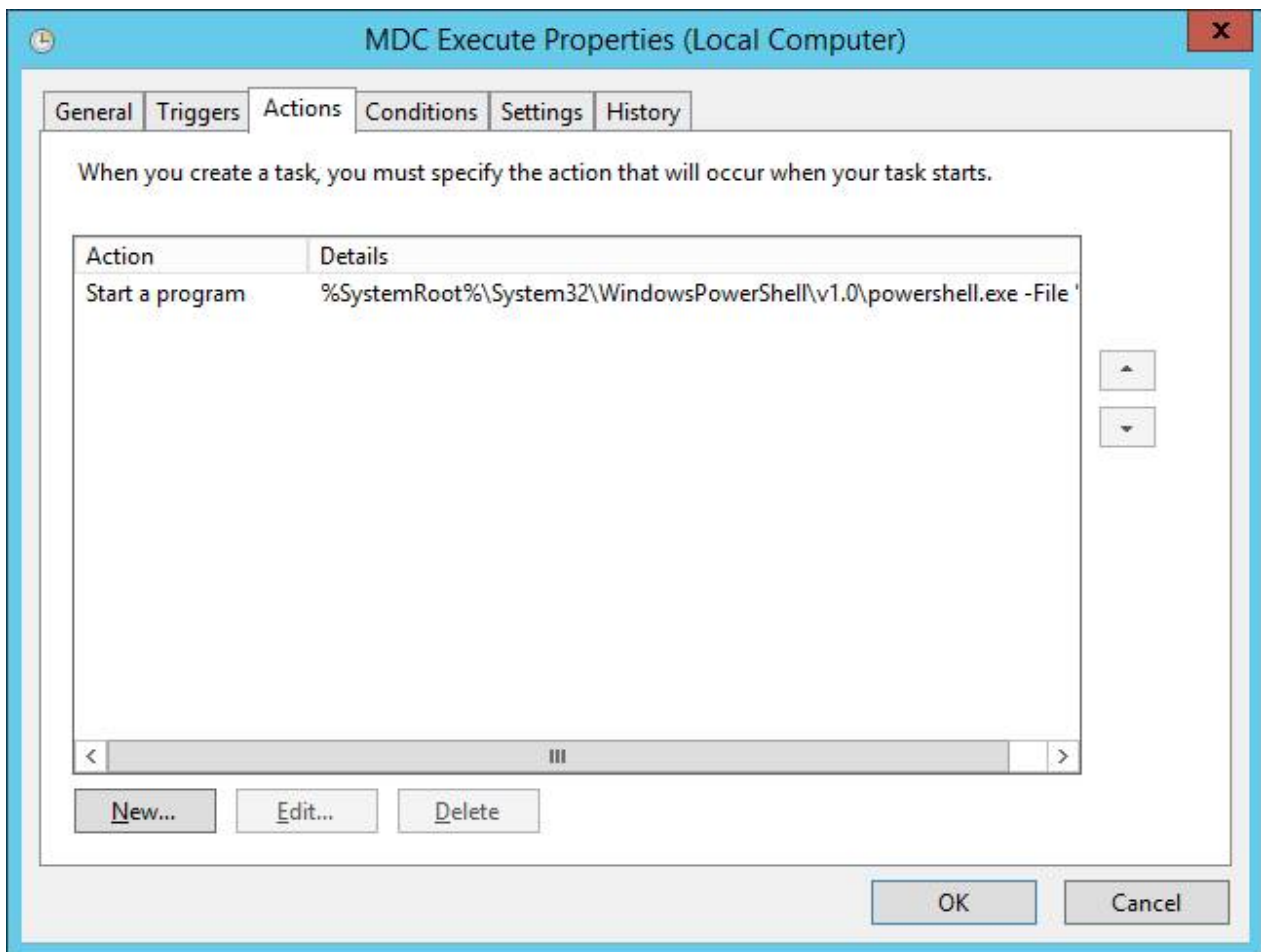 MDC Execute Properties (Local Computer)
x
General Triggers Actions Conditions Settings History
When you create a task, you must specify the action that will occur when your task starts.
Action Details
Start a program %SystemRoot%\System32\WindowsPowerShell\v1.0\powershell.exe -File '
New... Edit... Delete
OK Cancel